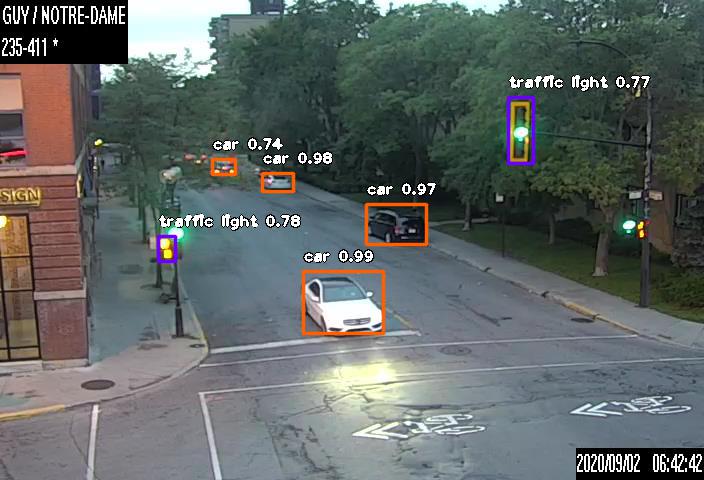 GUY / NOTRE-DAME
235-411 *
traffic light 0.77
car 0.74
car 0.98
car 0.97
SIGN
traffic light 0.78
car 0.99
2020/09/02 06:42:42